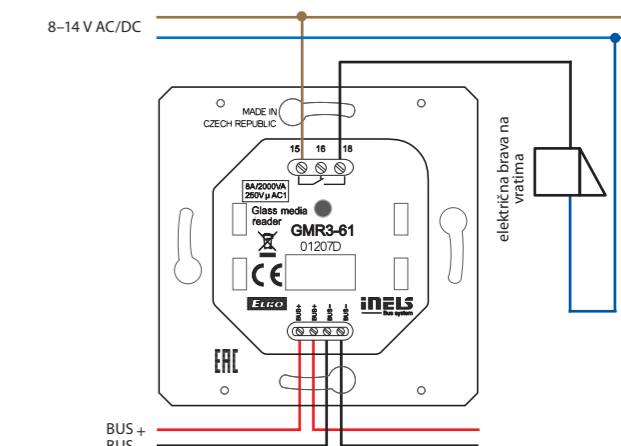 8–14 V AC/DC
MADE IN
CZECH REPUBLIC
15 16 18
8A/2000VA
250V µ AC1
Glass media
reader
GMR3-61
01207D
CE
ELKO
iNELS
Bus system
BUS+ BUS+ BUS– BUS–
EAC
BUS +
BUS
električna brava na
vratima